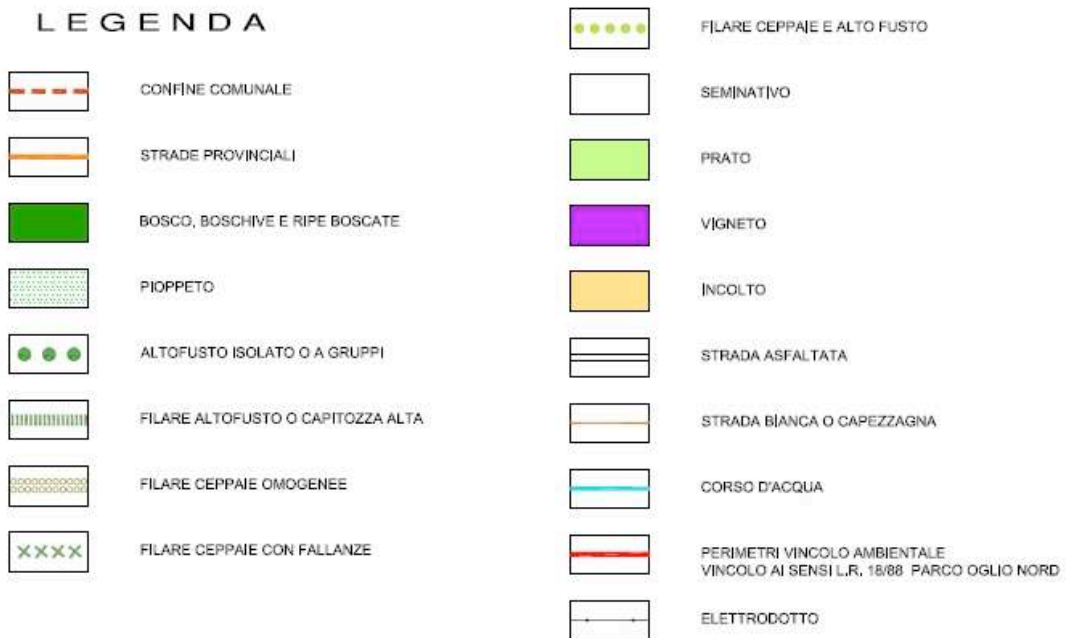 LEGENDA
CONFINE COMUNALE
STRADE PROVINCIALI
BOSCO, BOSCHIVE E RIPE BOSCATE
PIOPPETO
ALTOFUSTO ISOLATO O A GRUPPI
FILARE ALTOFUSTO O CAPITOZZA ALTA
FILARE CEPPAIE OMOGENEE
FILARE CEPPAIE CON FALLANZE
FILARE CEPPAIE E ALTO FUSTO
SEMINATIVO
PRATO
VIGNETO
INCOLTO
STRADA ASFALTATA
STRADA BIANCA O CAPEZZAGNA
CORSO D'ACQUA
PERIMETRI VINCOLO AMBIENTALE
VINCOLO AI SENSI L.R. 18/88 PARCO OGLIO NORD
ELETTRODOTTO